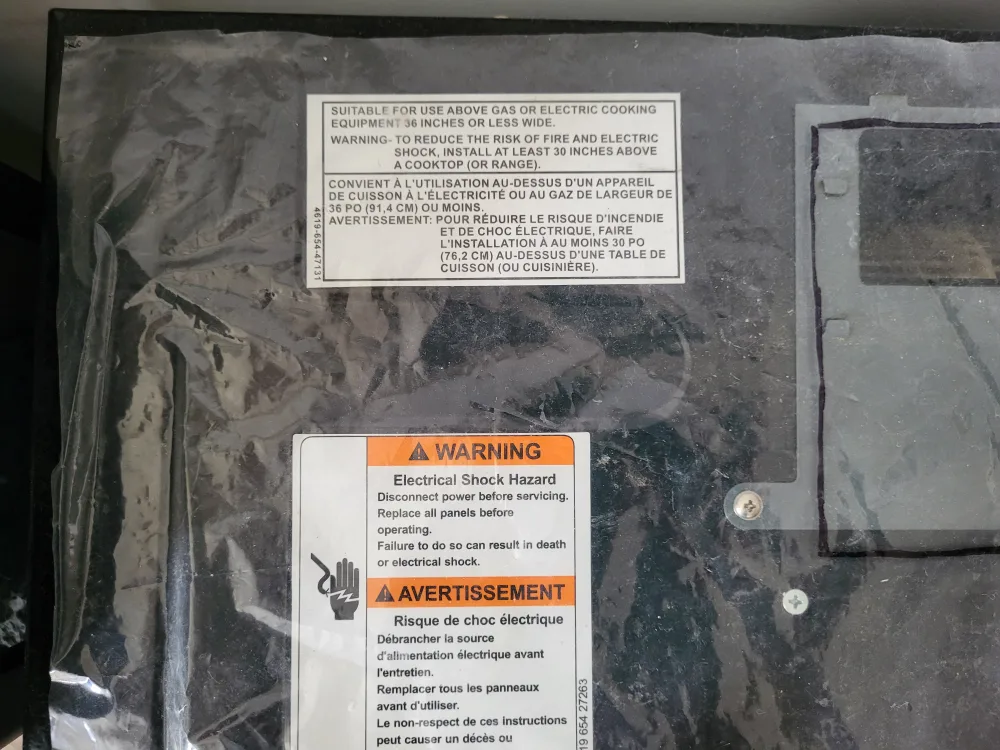 SUITABLE FOR USE ABOVE GAS OR ELECTRIC COOKING
EQUIPMENT 36 INCHES OR LESS WIDE.
WARNING- TO REDUCE THE RISK OF FIRE AND ELECTRIC
SHOCK, INSTALL AT LEAST 30 INCHES ABOVE
A COOKTOP (OR RANGE).
CONVIENT À L'UTILISATION AU-DESSUS D'UN APPAREIL
DE CUISSON À L'ÉLECTRICITÉ OU AU GAZ DE LARGEUR DE
36 PO (91,4 CM) OU MOINS.
AVERTISSEMENT: POUR RÉDUIRE LE RISQUE D'INCENDIE
ET DE CHOC ÉLECTRIQUE, FAIRE
L'INSTALLATION À AU MOINS 30 PO
(76,2 CM) AU-DESSUS D'UNE TABLE DE
CUISSON (OU CUISINIÈRE).
4619-654-47131
WARNING
Electrical Shock Hazard
Disconnect power before servicing.
Replace all panels before
operating.
Failure to do so can result in death
or electrical shock.
AVERTISSEMENT
Risque de choc électrique
Débrancher la source
d'alimentation électrique avant
l'entretien.
Remplacer tous les panneaux
avant d'utiliser.
Le non-respect de ces instructions
peut causer un décès ou
19 654 27263